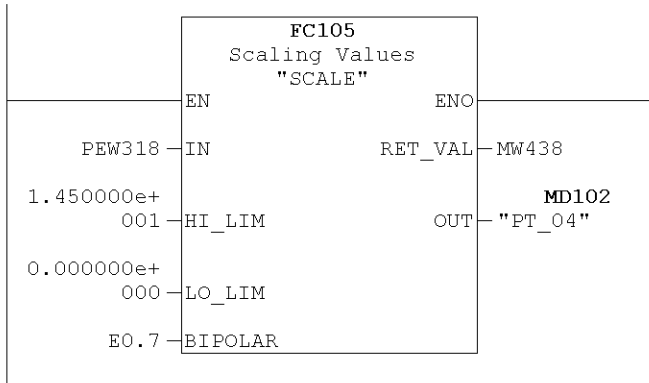 FC105
Scaling Values
"SCALE"
EN ENO
PEW318 IN RET_VAL MW438
1.450000e+ MD102
001 HI_LIM OUT "PT_04"
0.000000e+
000 LO_LIM
E0.7 BIPOLAR